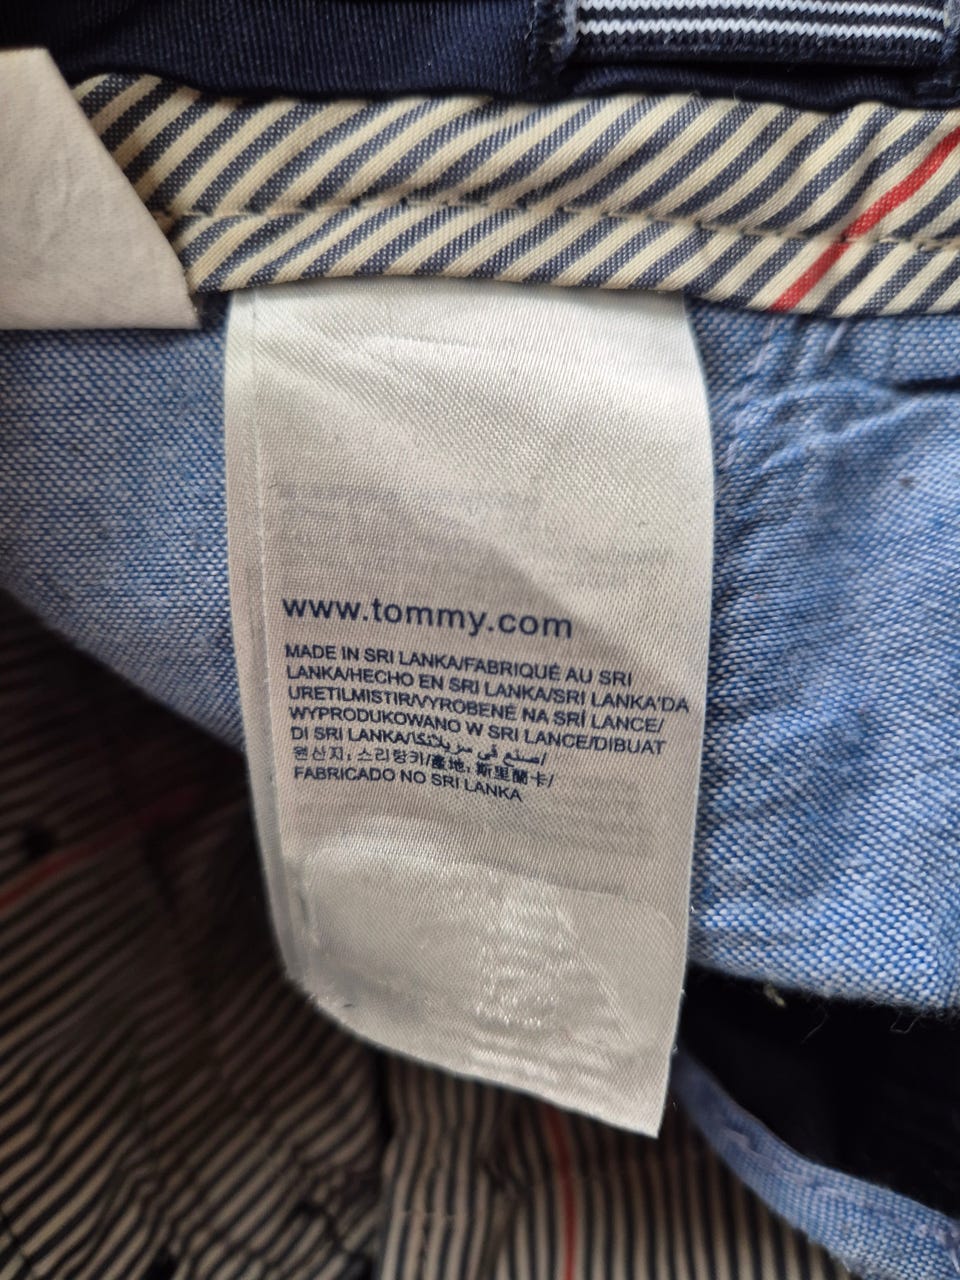 www.tommy.com
MADE IN SRI LANKA/FABRIQUÉ AU SRI
LANKA/HECHO EN SRI LANKA/SRI LANKA'DA
URETILMISTIR/VYROBENÉ NA SRÍ LANCE/
WYPRODUKOWANO W SRI LANCE/DIBUAT
DI SRI LANKA/صنع في سريلانكا/
원산지: 스리랑카/產地: 斯里蘭卡/
FABRICADO NO SRI LANKA